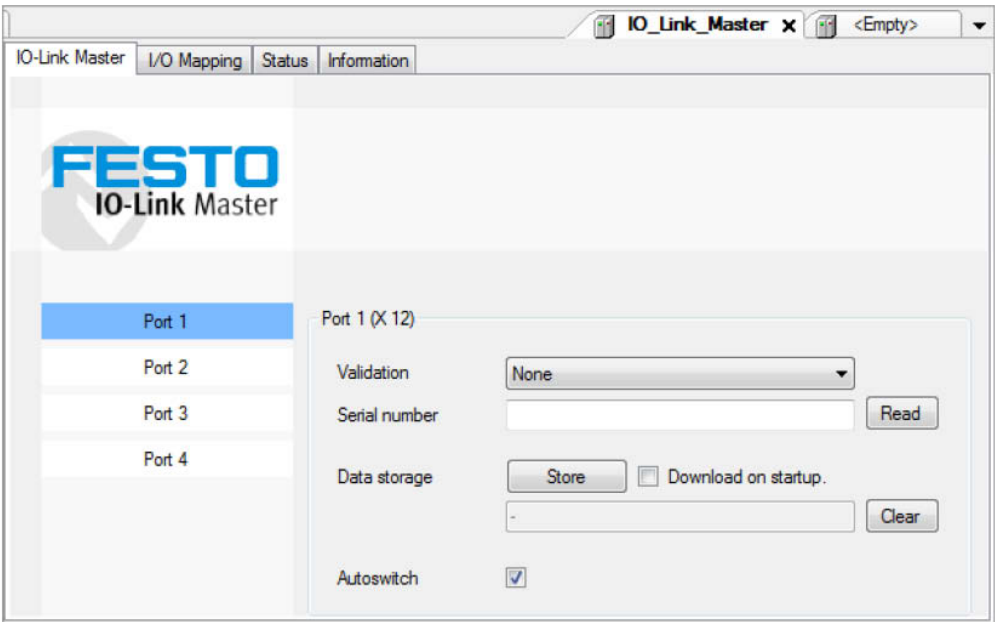 IO_Link_Master x <Empty>
IO-Link Master I/O Mapping Status Information
FESTO
IO-Link Master
Port 1
Port 2
Port 3
Port 4
Port 1 (X 12)
Validation None
Serial number Read
Data storage Store Download on startup.
- Clear
Autoswitch